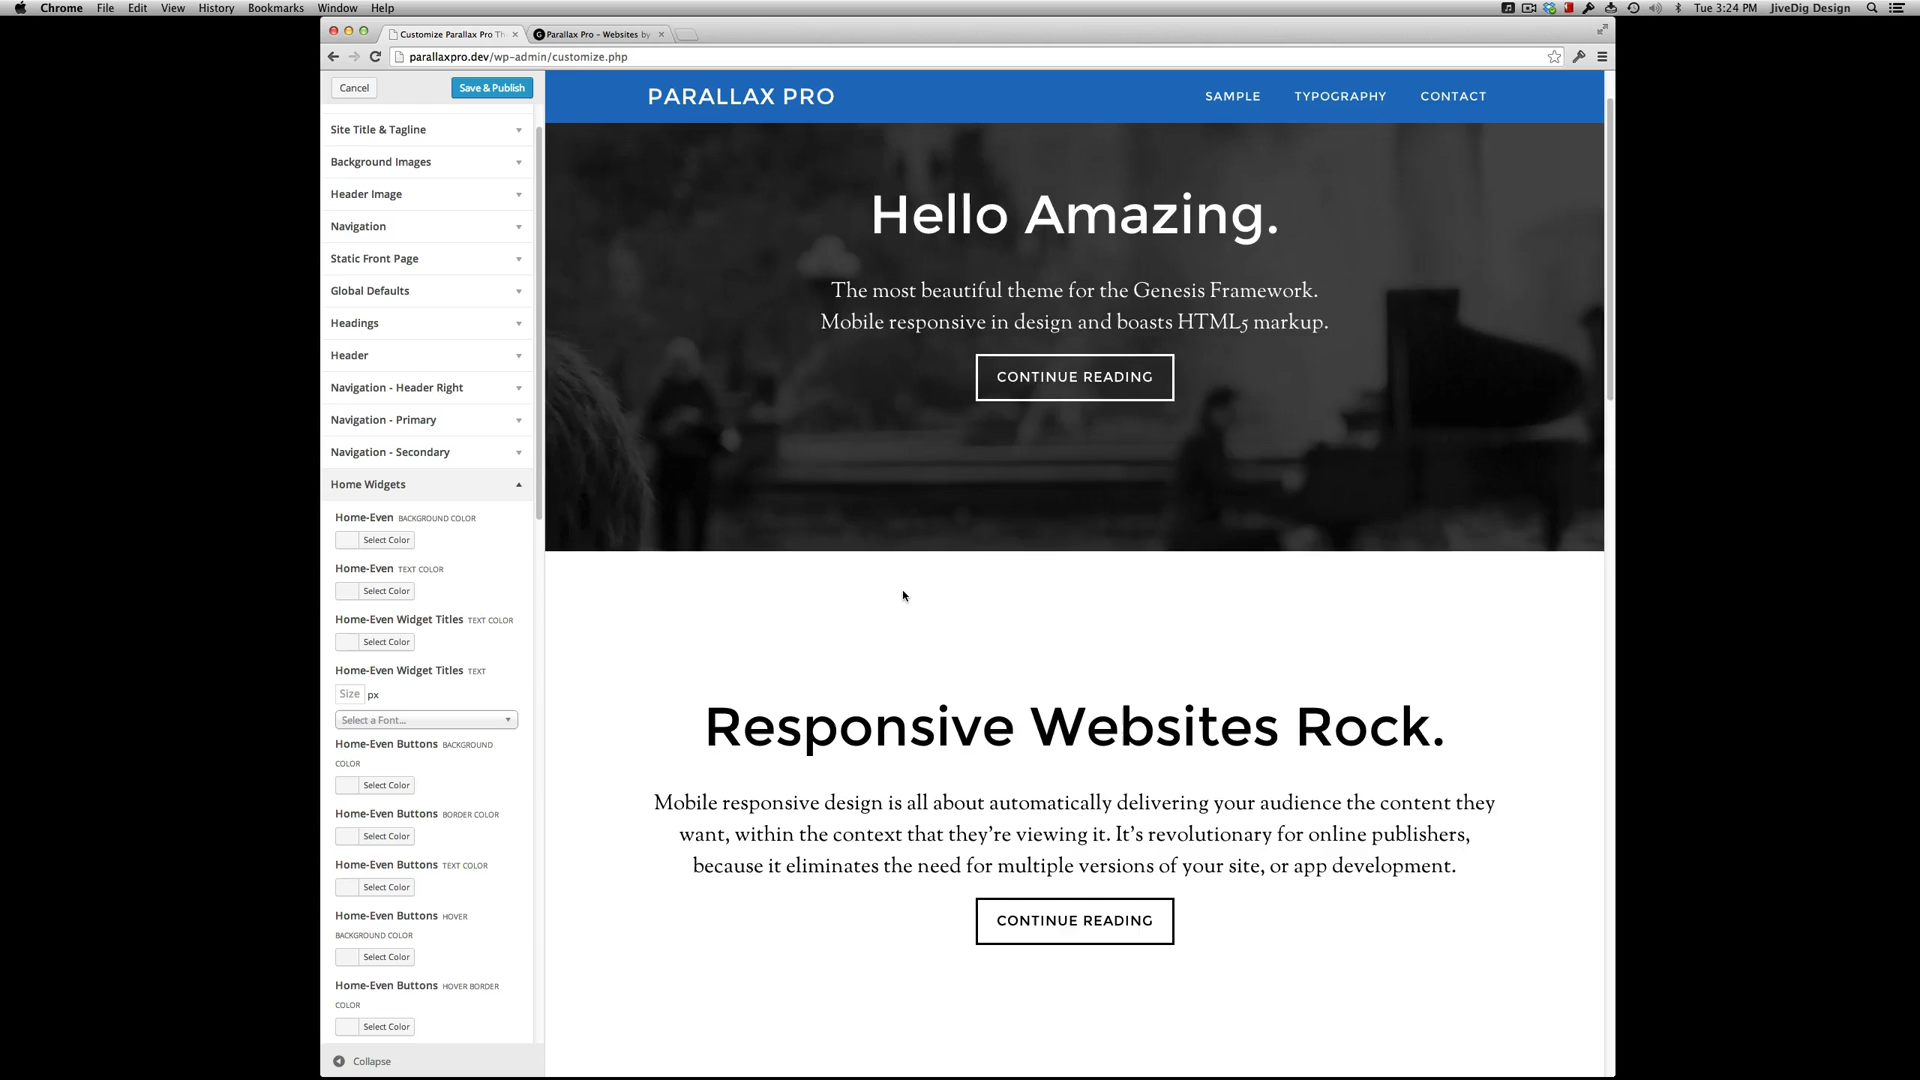 Chrome File Edit View History Bookmarks Window Help Tue 3:24 PM JiveDig Design
Customize Parallax Pro Th
Parallax Pro – Websites by
parallaxpro.dev/wp-admin/customize.php
Cancel
Save & Publish
Site Title & Tagline
Background Images
Header Image
Navigation
Static Front Page
Global Defaults
Headings
Header
Navigation - Header Right
Navigation - Primary
Navigation - Secondary
Home Widgets
Home-Even BACKGROUND COLOR
Select Color
Home-Even TEXT COLOR
Select Color
Home-Even Widget Titles TEXT COLOR
Select Color
Home-Even Widget Titles TEXT
Size px
Select a Font...
Home-Even Buttons BACKGROUND
COLOR
Select Color
Home-Even Buttons BORDER COLOR
Select Color
Home-Even Buttons TEXT COLOR
Select Color
Home-Even Buttons HOVER
BACKGROUND COLOR
Select Color
Home-Even Buttons HOVER BORDER
COLOR
Select Color
Collapse
PARALLAX PRO
SAMPLE TYPOGRAPHY CONTACT
Hello Amazing.
The most beautiful theme for the Genesis Framework.
Mobile responsive in design and boasts HTML5 markup.
CONTINUE READING
Responsive Websites Rock.
Mobile responsive design is all about automatically delivering your audience the content they
want, within the context that they're viewing it. It's revolutionary for online publishers,
because it eliminates the need for multiple versions of your site, or app development.
CONTINUE READING